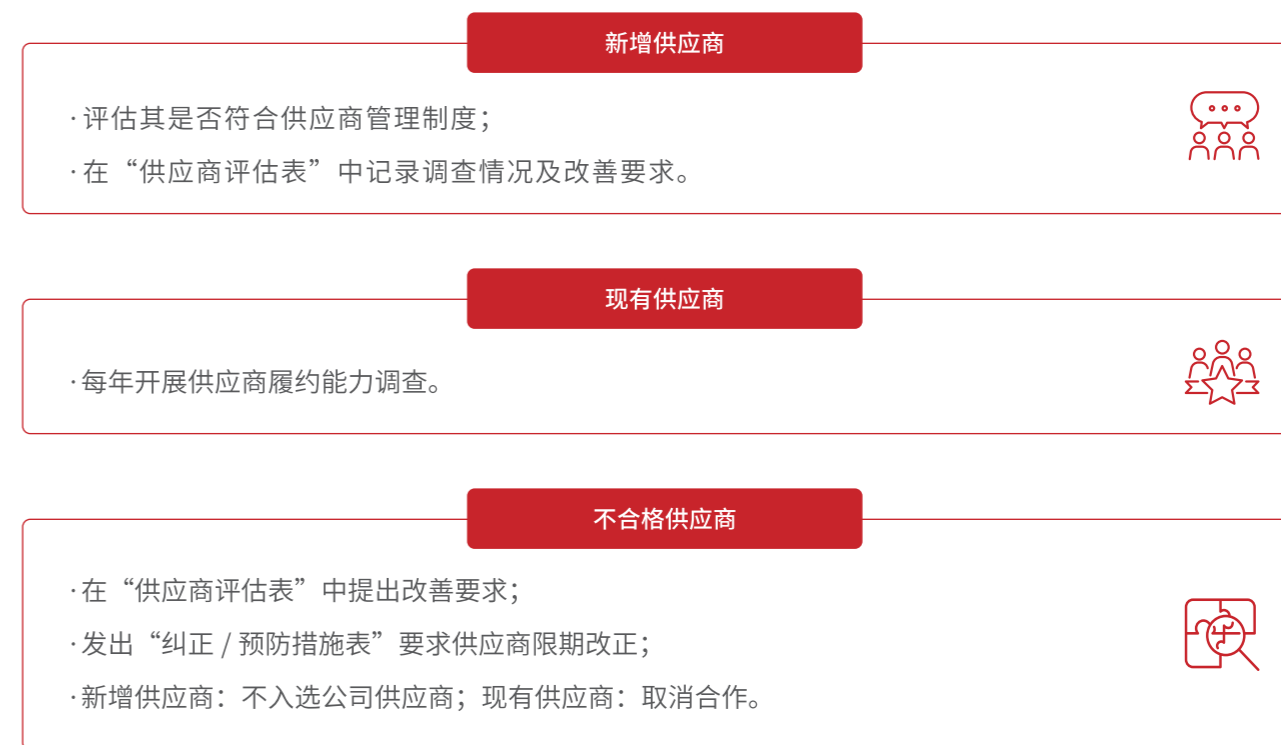 新增供应商
·评估其是否符合供应商管理制度；
·在“供应商评估表”中记录调查情况及改善要求。
现有供应商
·每年开展供应商履约能力调查。
不合格供应商
·在“供应商评估表”中提出改善要求；
·发出“纠正 / 预防措施表”要求供应商限期改正；
·新增供应商：不入选公司供应商；现有供应商：取消合作。